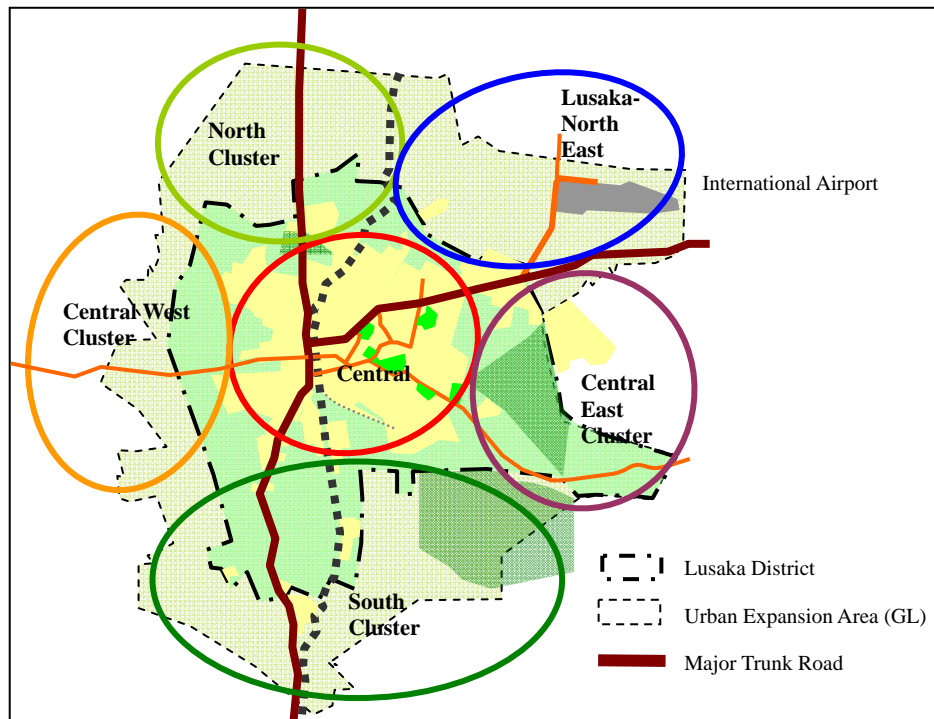 Lusaka-
North
East
North
Cluster
International Airport
Central West
Cluster
Central
Central
East
Cluster
South
Cluster
Lusaka District
Urban Expansion Area (GL)
Major Trunk Road